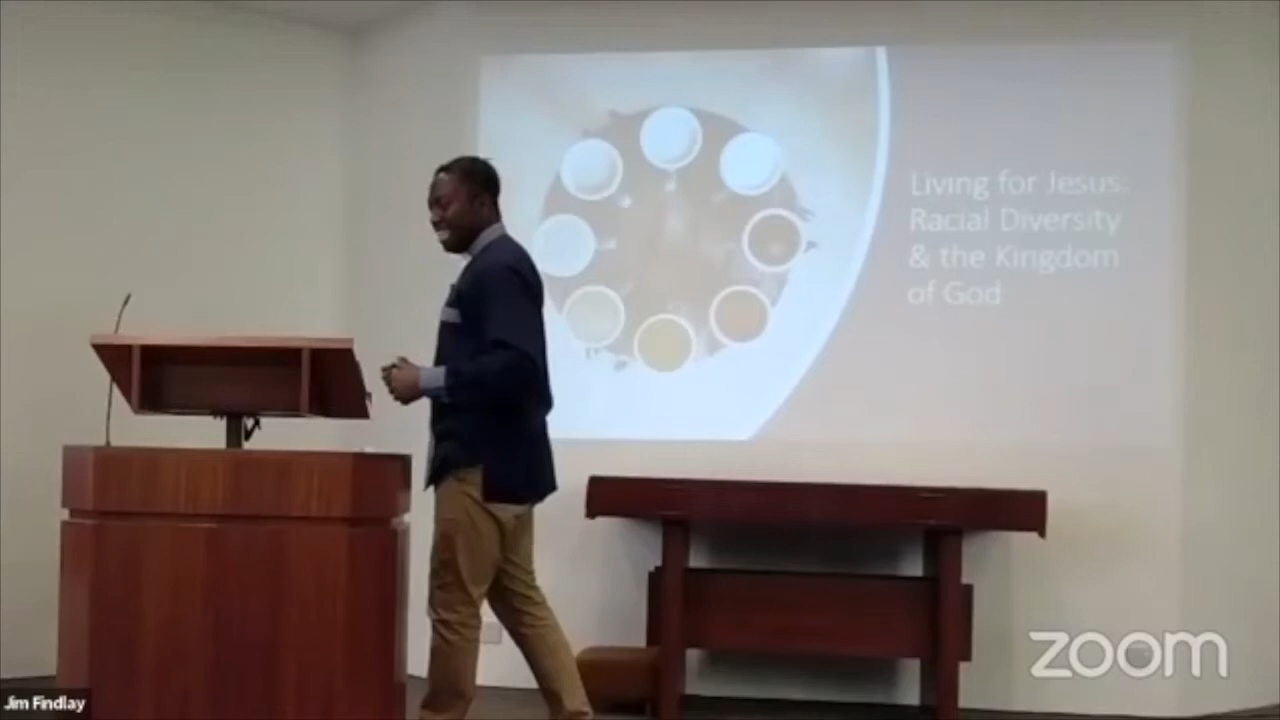 Living for Jesus:
Racial Diversity
& the Kingdom
of God
zoom
Jim Findlay